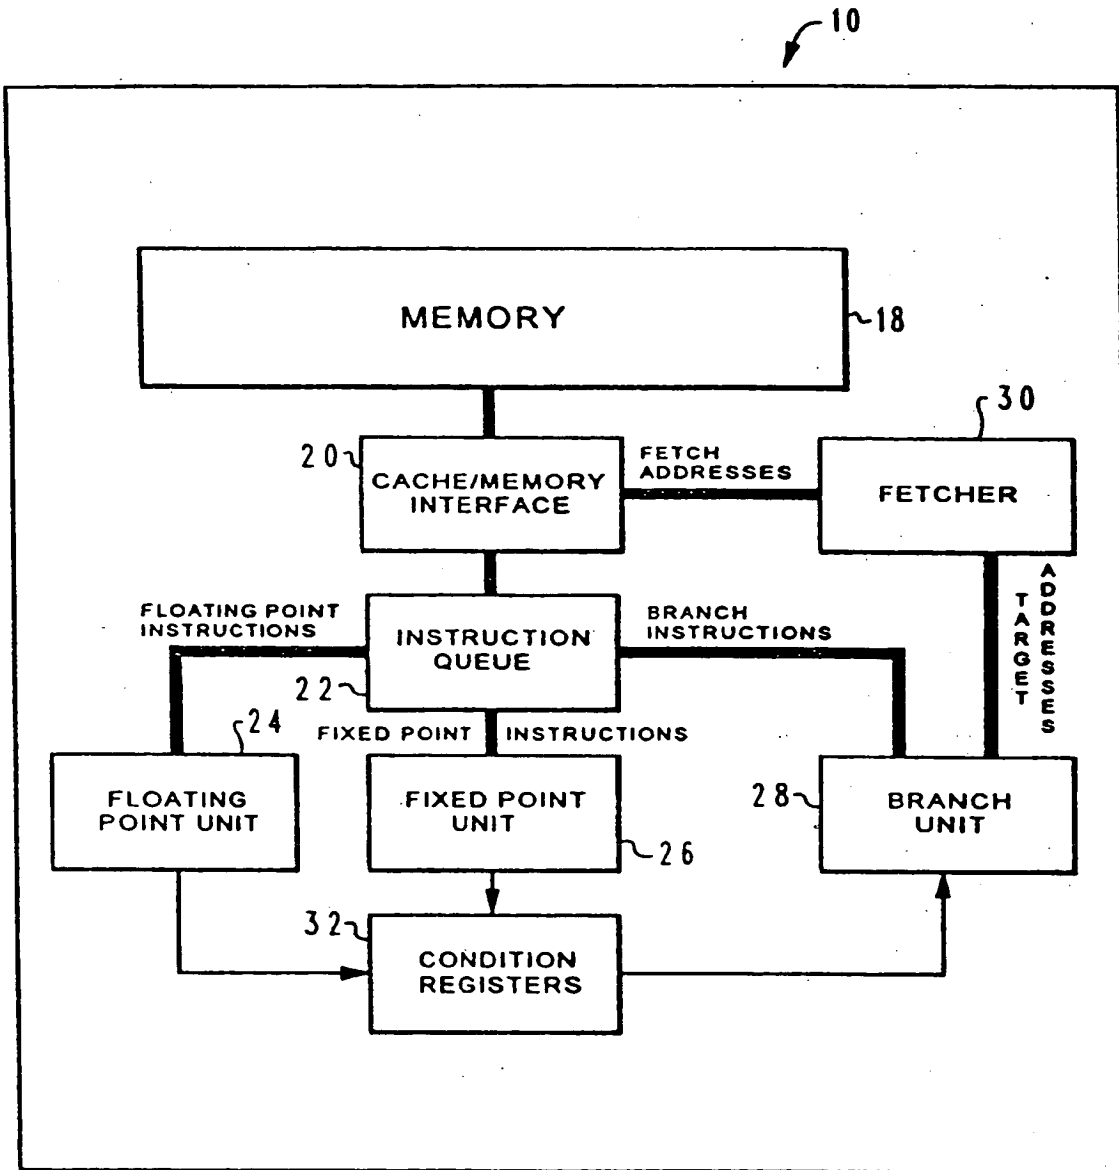 10
MEMORY
18
30
20
CACHE/MEMORY
INTERFACE
FETCH
ADDRESSES
FETCHER
FLOATING POINT
INSTRUCTIONS
INSTRUCTION
QUEUE
22
BRANCH
INSTRUCTIONS
TARGET
ADDRESSES
24
FIXED POINT INSTRUCTIONS
FLOATING
POINT UNIT
FIXED POINT
UNIT
26
28
BRANCH
UNIT
32
CONDITION
REGISTERS